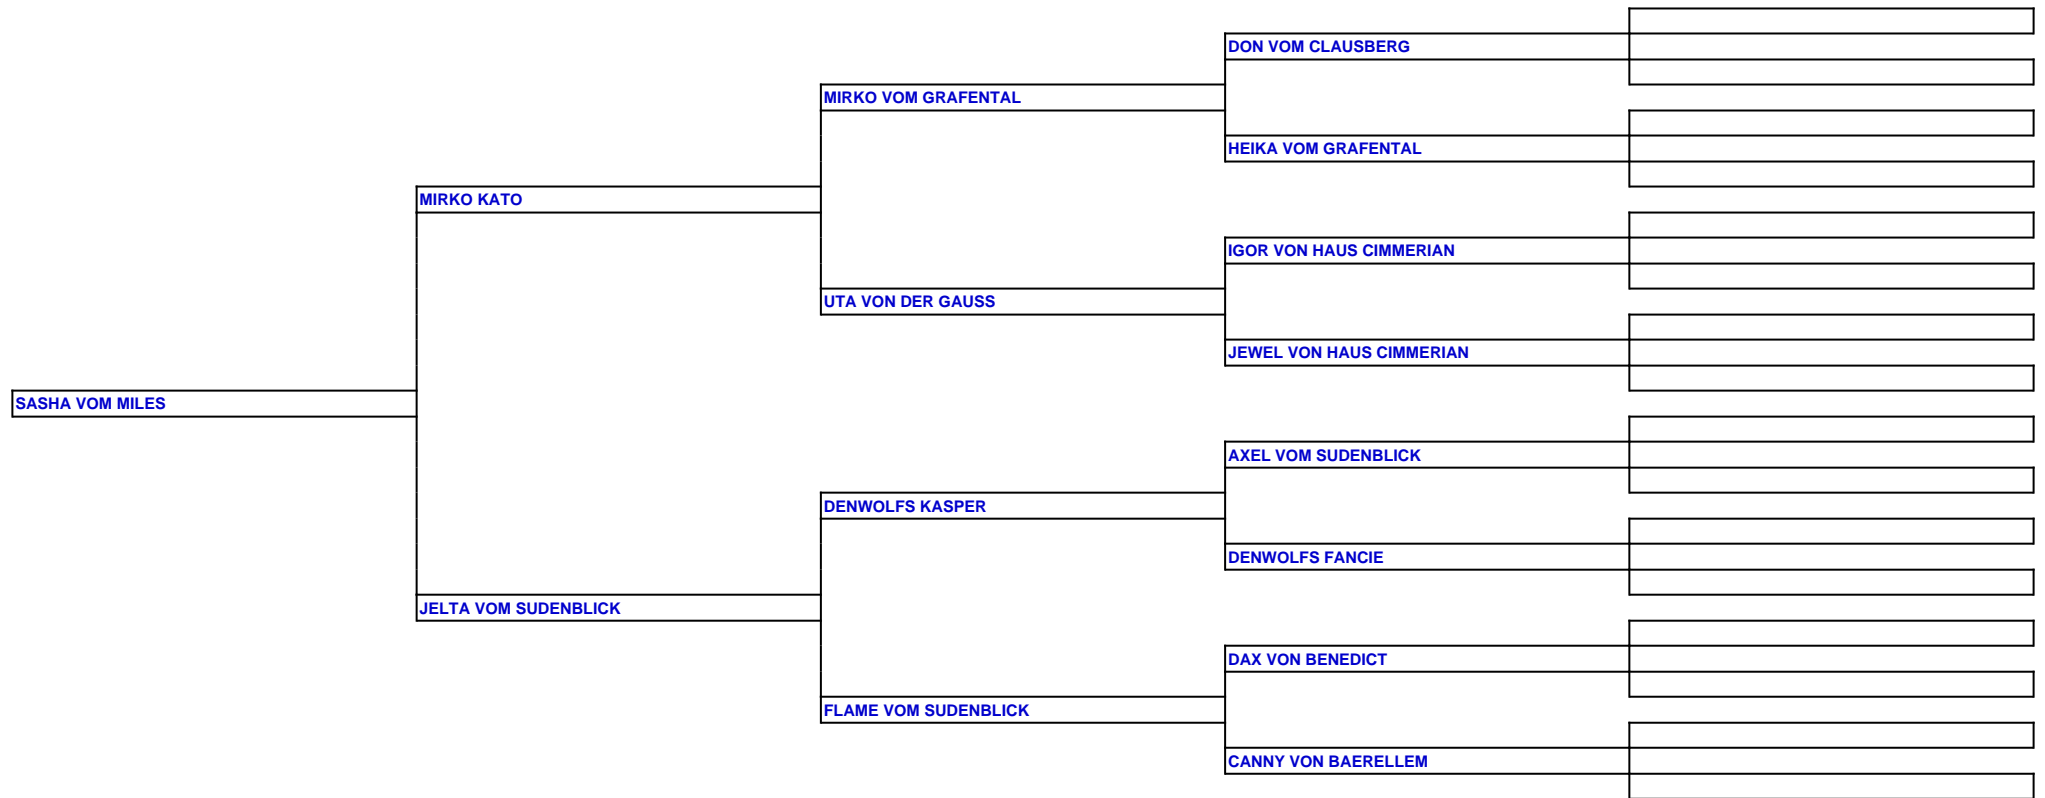 DON VOM CLAUSBERG
MIRKO VOM GRAFENTAL
HEIKA VOM GRAFENTAL
MIRKO KATO
IGOR VON HAUS CIMMERIAN
UTA VON DER GAUSS
JEWEL VON HAUS CIMMERIAN
SASHA VOM MILES
AXEL VOM SUDENBLICK
DENWOLFS KASPER
DENWOLFS FANCIE
JELTA VOM SUDENBLICK
DAX VON BENEDICT
FLAME VOM SUDENBLICK
CANNY VON BAERELLEM